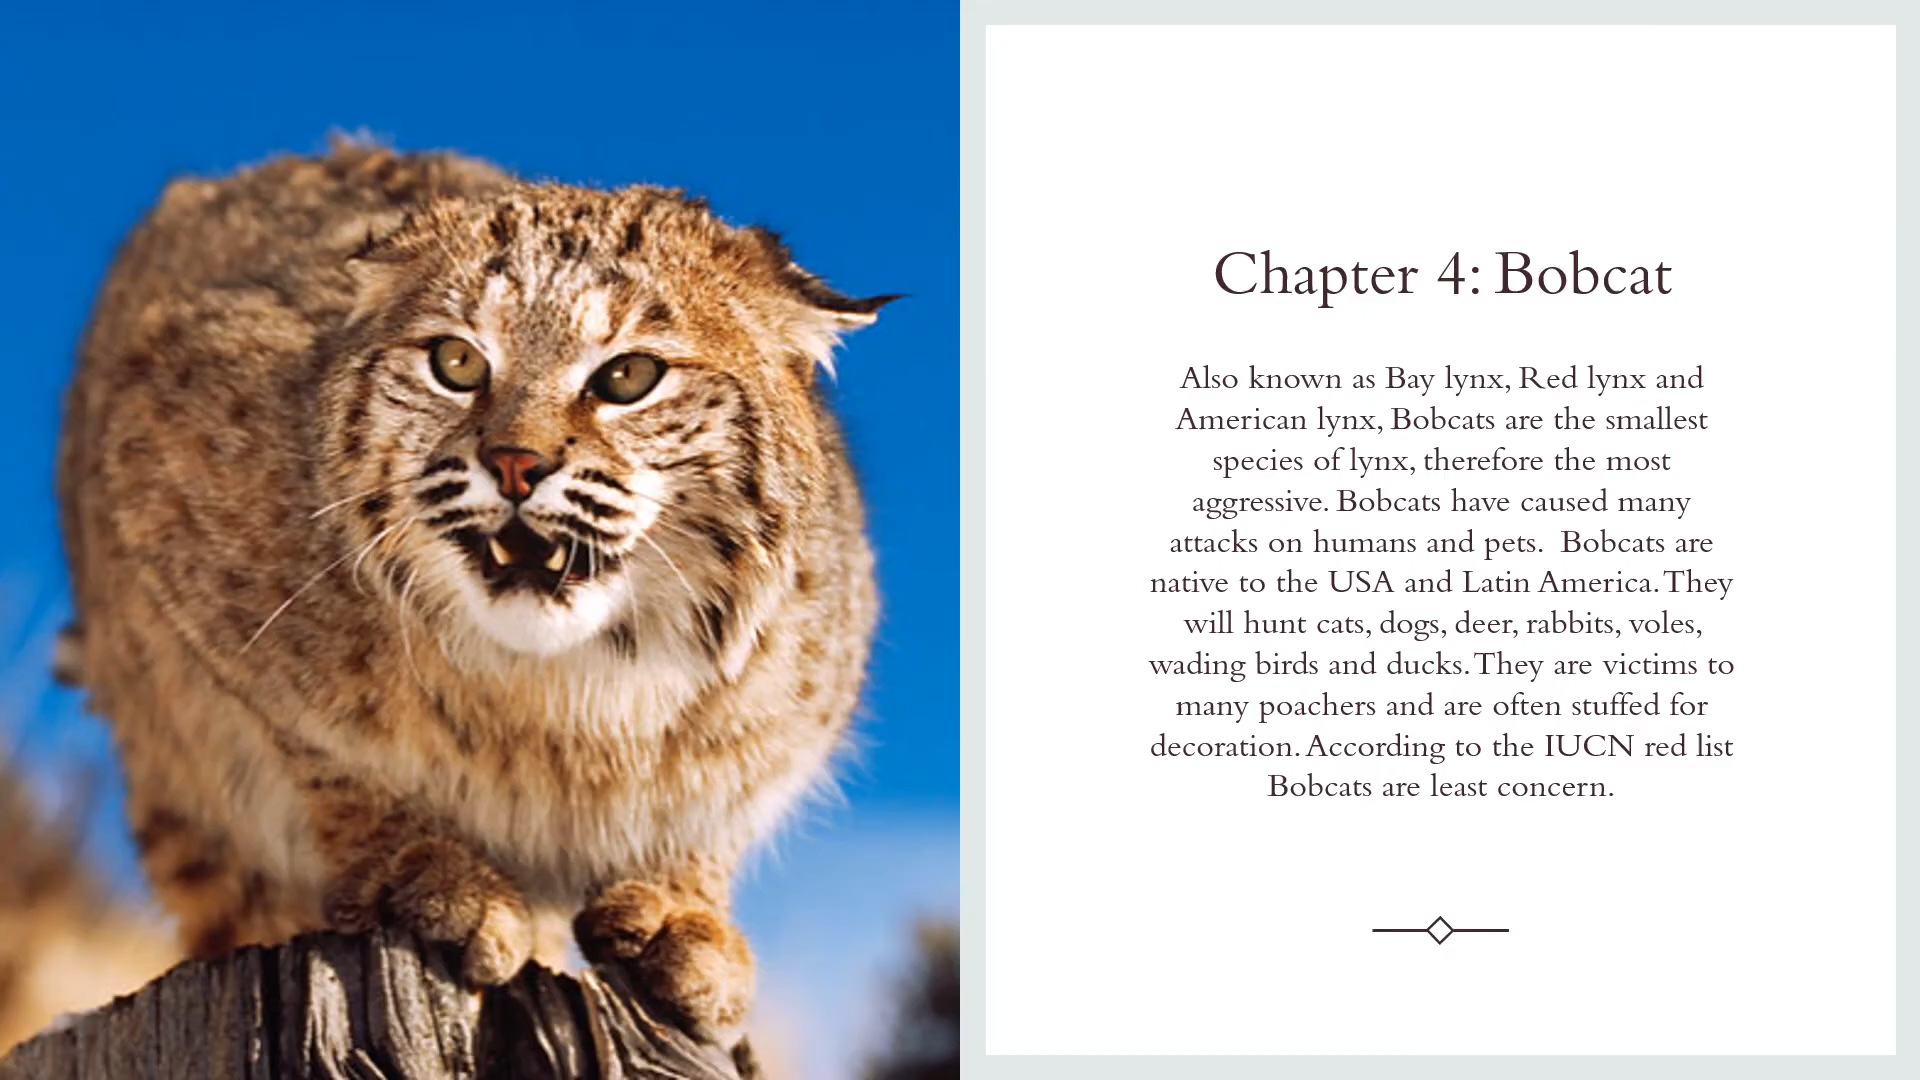 Chapter 4: Bobcat
Also known as Bay lynx, Red lynx and
American lynx, Bobcats are the smallest
species of lynx, therefore the most
aggressive. Bobcats have caused many
attacks on humans and pets.  Bobcats are
native to the USA and Latin America. They
will hunt cats, dogs, deer, rabbits, voles,
wading birds and ducks. They are victims to
many poachers and are often stuffed for
decoration. According to the IUCN red list
Bobcats are least concern.